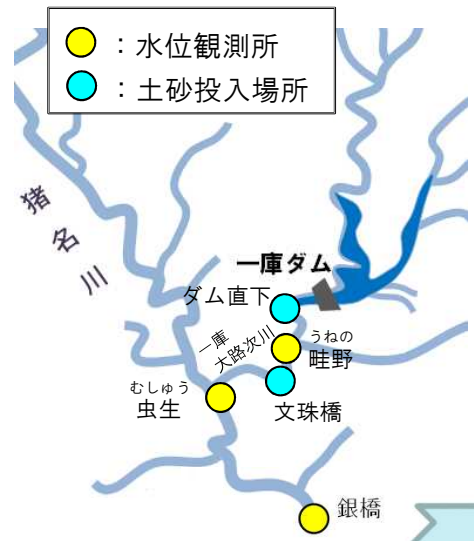 ：水位観測所
：土砂投入場所
猪名川
一庫ダム
ダム直下
一庫
大路次川
うねの
畦野
むしゅう
虫生
文珠橋
銀橋